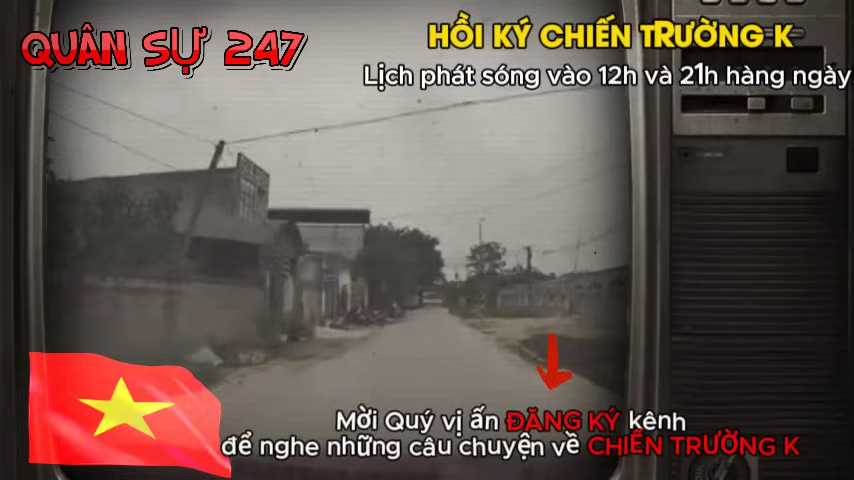 QUÂN SỰ 247
HỒI KÝ CHIẾN TRƯỜNG K
Lịch phát sóng vào 12h và 21h hàng ngày
Mời Quý vị ấn ĐĂNG KÝ kênh
để nghe những câu chuyện về CHIẾN TRƯỜNG K